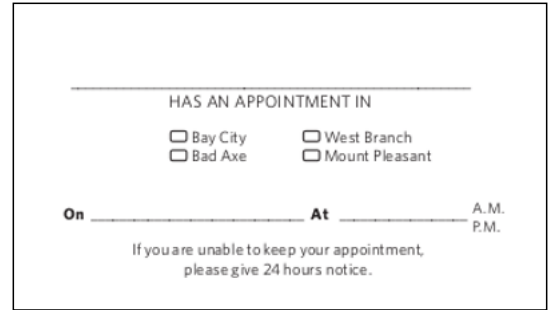 HAS AN APPOINTMENT IN
Bay City West Branch
Bad Axe Mount Pleasant
On At A.M.
P.M.
If you are unable to keep your appointment,
please give 24 hours notice.